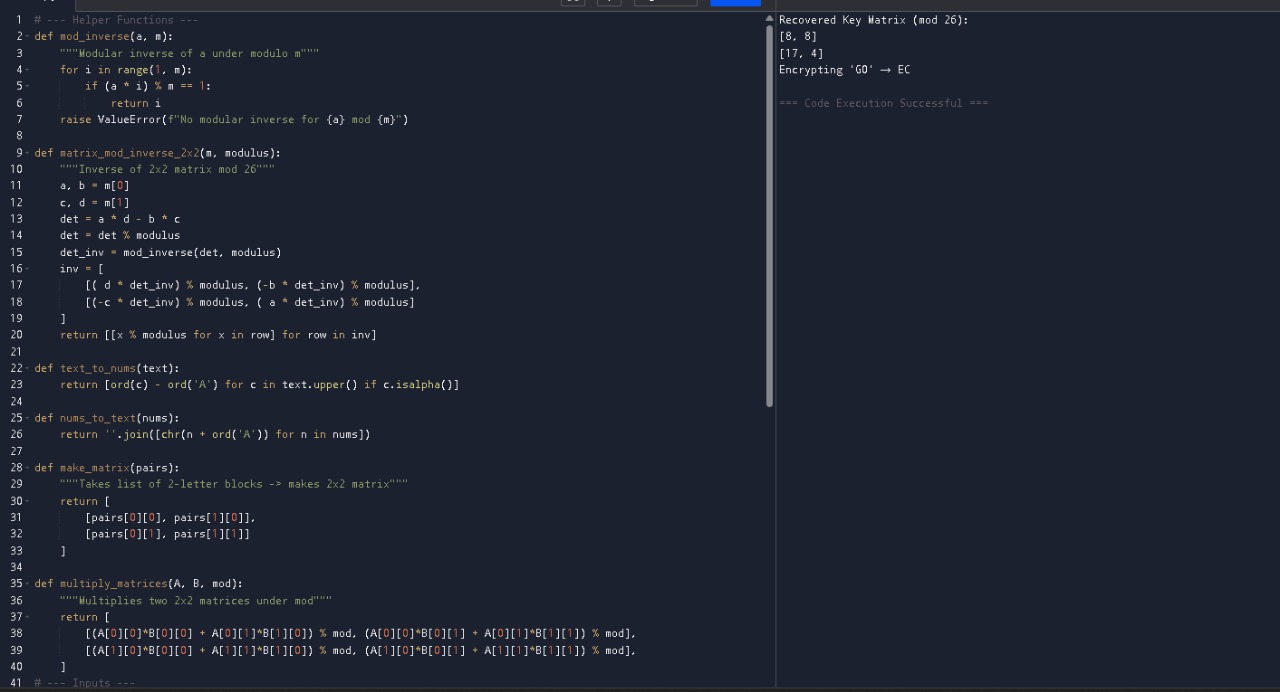 1 # --- Helper Functions ---
2 def mod_inverse(a, m):
3     """Modular inverse of a under modulo m"""
4     for i in range(1, m):
5         if (a * i) % m == 1:
6             return i
7     raise ValueError(f"No modular inverse for {a} mod {m}")
8
9 def matrix_mod_inverse_2x2(m, modulus):
10     """Inverse of 2x2 matrix mod 26"""
11     a, b = m[0]
12     c, d = m[1]
13     det = a * d - b * c
14     det = det % modulus
15     det_inv = mod_inverse(det, modulus)
16     inv = [
17         [( d * det_inv) % modulus, (-b * det_inv) % modulus],
18         [(-c * det_inv) % modulus, ( a * det_inv) % modulus]
19     ]
20     return [[x % modulus for x in row] for row in inv]
21
22 def text_to_nums(text):
23     return [ord(c) - ord('A') for c in text.upper() if c.isalpha()]
24
25 def nums_to_text(nums):
26     return ''.join([chr(n + ord('A')) for n in nums])
27
28 def make_matrix(pairs):
29     """Takes list of 2-letter blocks -> makes 2x2 matrix"""
30     return [
31         [pairs[0][0], pairs[1][0]],
32         [pairs[0][1], pairs[1][1]]
33     ]
34
35 def multiply_matrices(A, B, mod):
36     """Multiplies two 2x2 matrices under mod"""
37     return [
38         [(A[0][0]*B[0][0] + A[0][1]*B[1][0]) % mod, (A[0][0]*B[0][1] + A[0][1]*B[1][1]) % mod],
39         [(A[1][0]*B[0][0] + A[1][1]*B[1][0]) % mod, (A[1][0]*B[0][1] + A[1][1]*B[1][1]) % mod],
40     ]
41 # --- Inputs ---
Recovered Key Matrix (mod 26):
[8, 8]
[17, 4]
Encrypting 'GO' → EC
=== Code Execution Successful ===